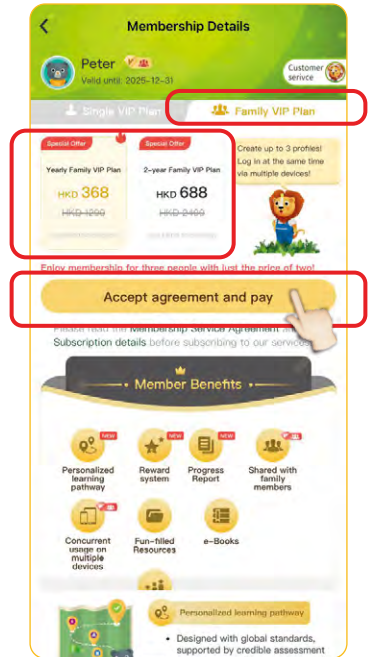 Membership Details
Peter
Valid until: 2025-12-31
Customer
serivce
Single VIP Plan
Family VIP Plan
Special Offer
Yearly Family VIP Plan
HKD 368
HKD 1200
Special Offer
2-year Family VIP Plan
HKD 688
HKD 2400
Create up to 3 profiles!
Log in at the same time
via multiple devices!
Enjoy membership for three people with just the price of two!
Accept agreement and pay
Please read the Membership Service Agreement
Subscription details before subscribing to our services
Member Benefits
NEW
NEW
NEW
Personalized
learning
pathway
Reward
system
Progress
Report
Shared with
family
members
Concurrent
usage on
multiple
devices
Fun-filled
Resources
e-Books
Personalized learning pathway
• Designed with global standards,
supported by credible assessment